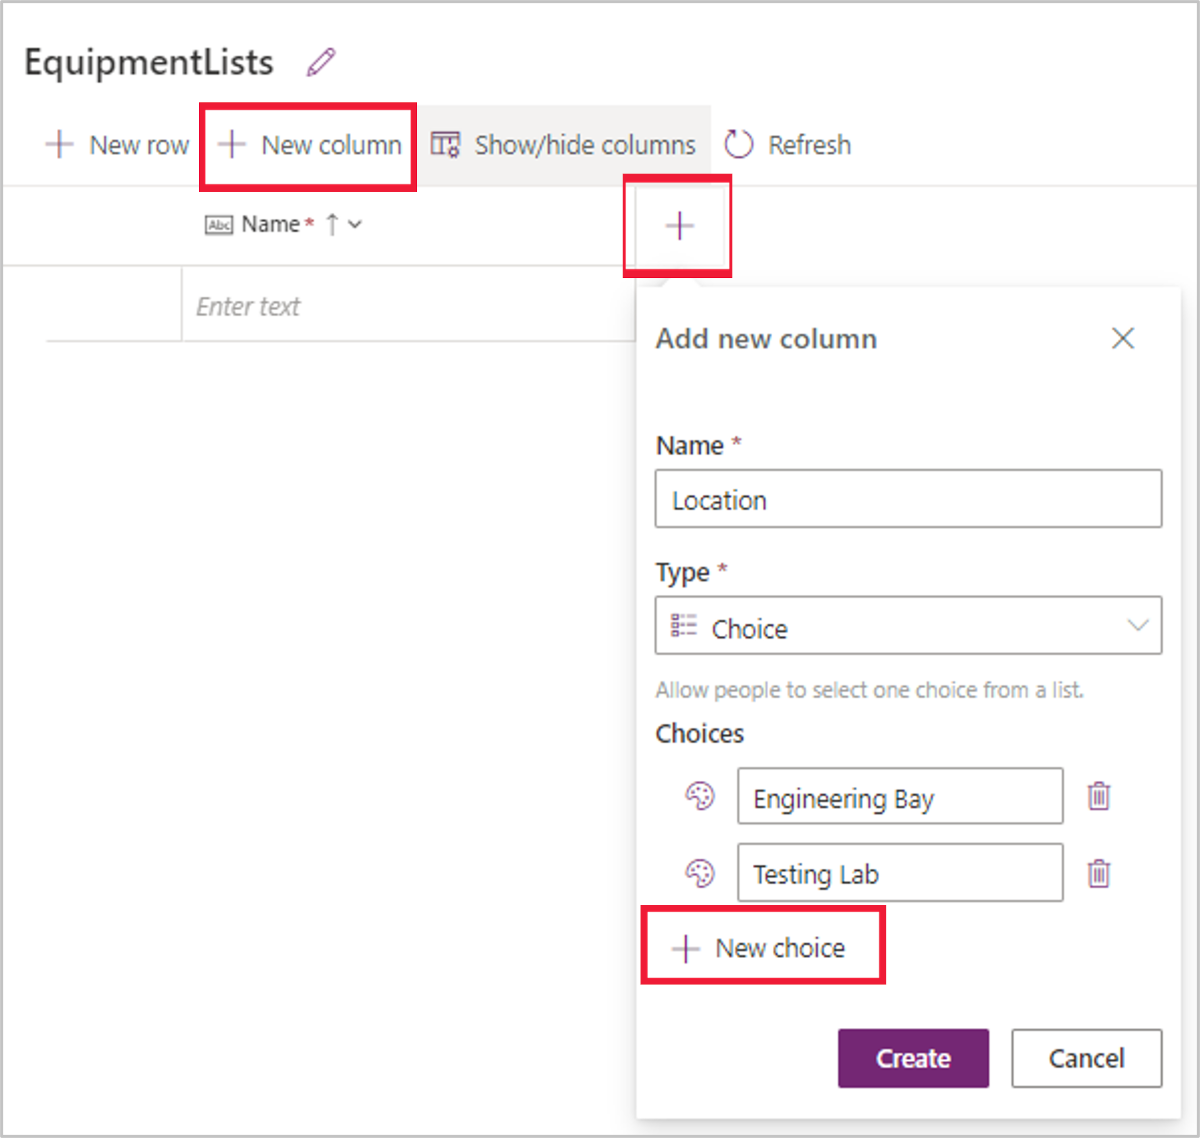 EquipmentLists
New row New column Show/hide columns Refresh
Abc Name *
Enter text
Add new column
Name *
Location
Type *
Choice
Allow people to select one choice from a list.
Choices
Engineering Bay
Testing Lab
New choice
Create Cancel